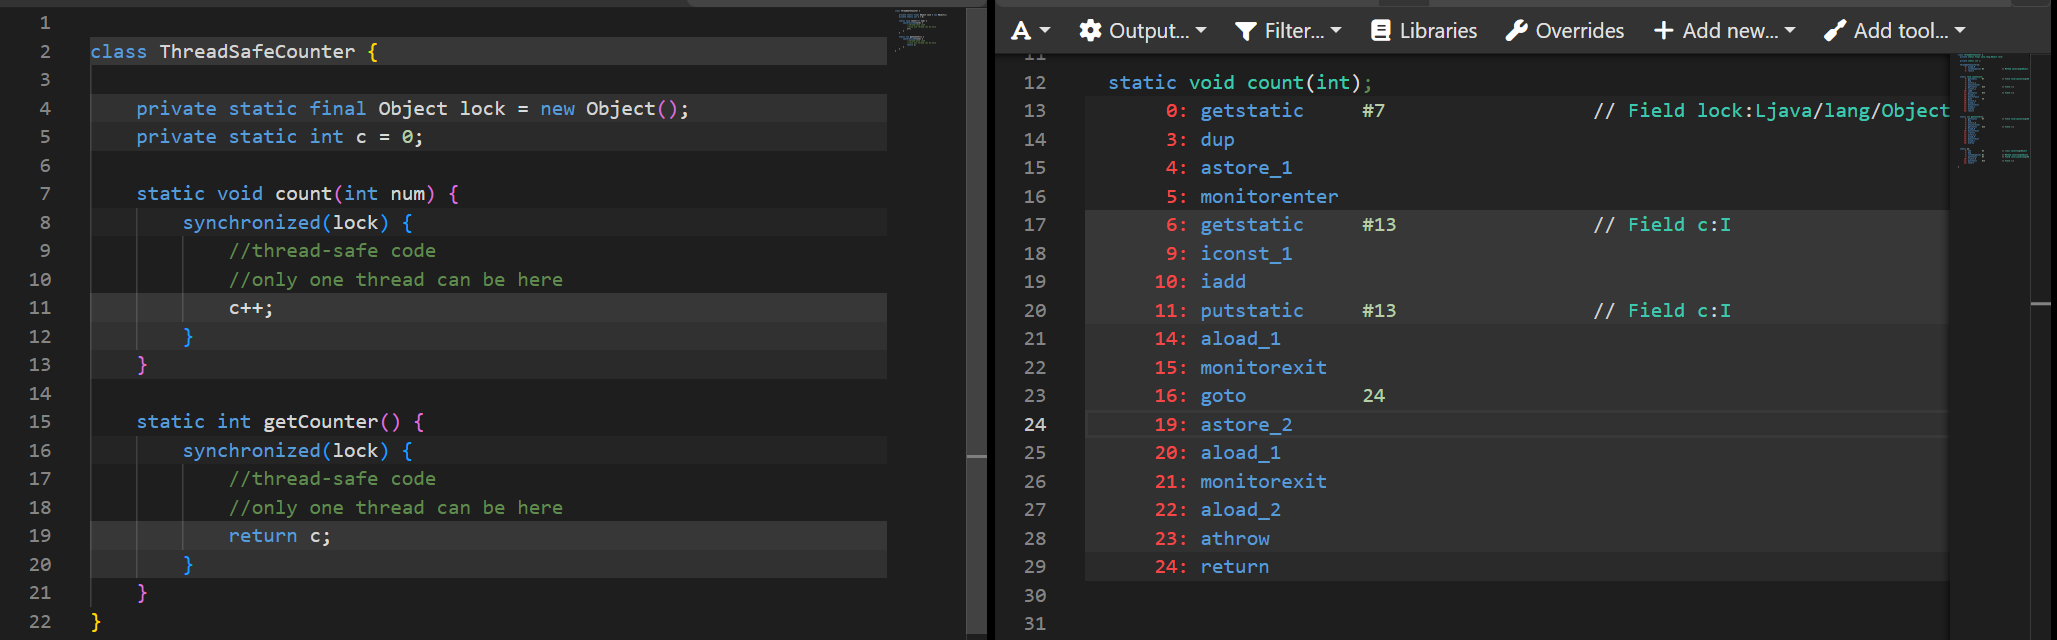 1
2 class ThreadSafeCounter {
3
4     private static final Object lock = new Object();
5     private static int c = 0;
6
7     static void count(int num) {
8         synchronized(lock) {
9             //thread-safe code
10             //only one thread can be here
11             c++;
12         }
13     }
14
15     static int getCounter() {
16         synchronized(lock) {
17             //thread-safe code
18             //only one thread can be here
19             return c;
20         }
21     }
22 }
A Output... Filter... Libraries Overrides Add new... Add tool...
11
12 static void count(int);
13      0: getstatic     #7                  // Field lock:Ljava/lang/Object
14      3: dup
15      4: astore_1
16      5: monitorenter
17      6: getstatic     #13                 // Field c:I
18      9: iconst_1
19     10: iadd
20     11: putstatic     #13                 // Field c:I
21     14: aload_1
22     15: monitorexit
23     16: goto          24
24     19: astore_2
25     20: aload_1
26     21: monitorexit
27     22: aload_2
28     23: athrow
29     24: return
30
31